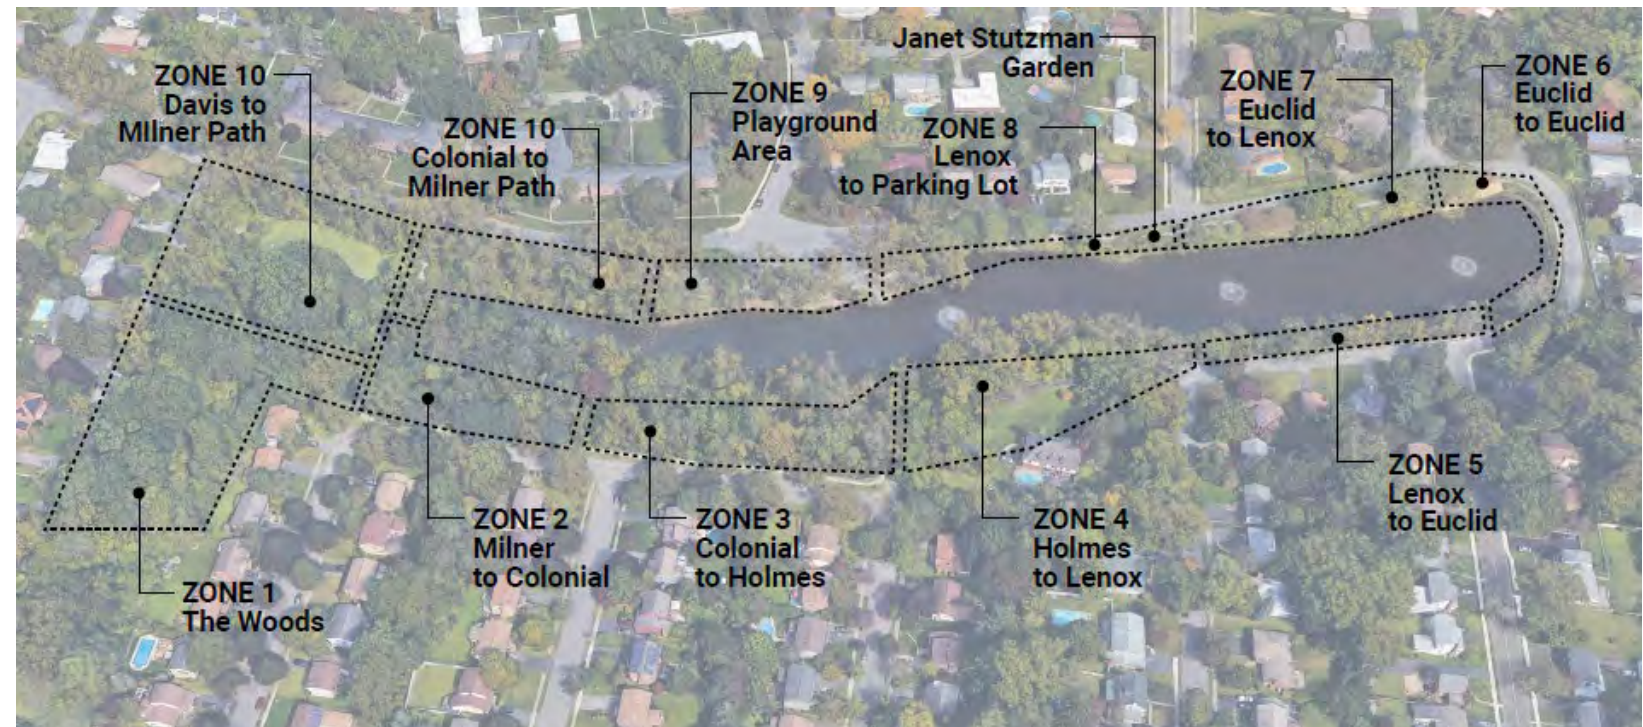 ZONE 10
Davis to
MIlner Path
ZONE 10
Colonial to
Milner Path
ZONE 9
Playground
Area
Janet Stutzman
Garden
ZONE 8
Lenox
to Parking Lot
ZONE 7
Euclid
to Lenox
ZONE 6
Euclid
to Euclid
ZONE 1
The Woods
ZONE 2
Milner
to Colonial
ZONE 3
Colonial
to Holmes
ZONE 4
Holmes
to Lenox
ZONE 5
Lenox
to Euclid